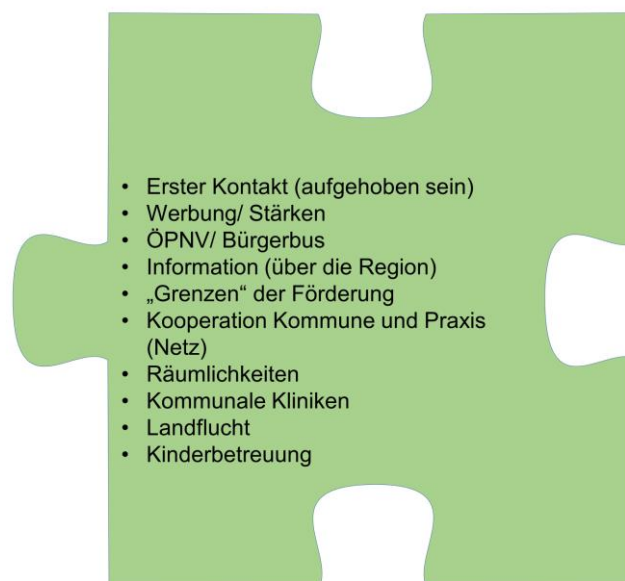 • Erster Kontakt (aufgehoben sein)
• Werbung/ Stärken
• ÖPNV/ Bürgerbus
• Information (über die Region)
• „Grenzen“ der Förderung
• Kooperation Kommune und Praxis
(Netz)
• Räumlichkeiten
• Kommunale Kliniken
• Landflucht
• Kinderbetreuung